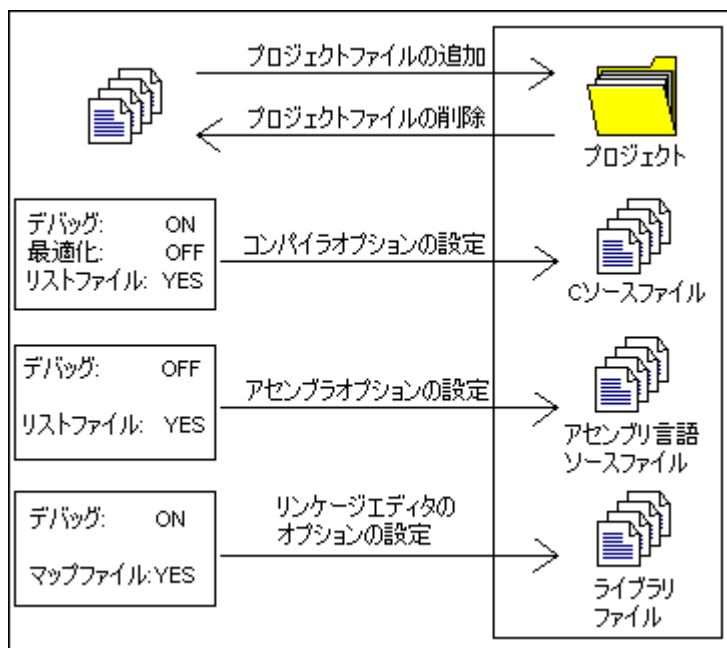 プロジェクトファイルの追加
プロジェクトファイルの削除
プロジェクト
デバッグ: ON
最適化: OFF
リストファイル: YES
コンパイラオプションの設定
Cソースファイル
デバッグ: OFF
リストファイル: YES
アセンブラオプションの設定
アセンブリ言語
ソースファイル
デバッグ: ON
マップファイル:YES
リンケージエディタの
オプションの設定
ライブラリ
ファイル